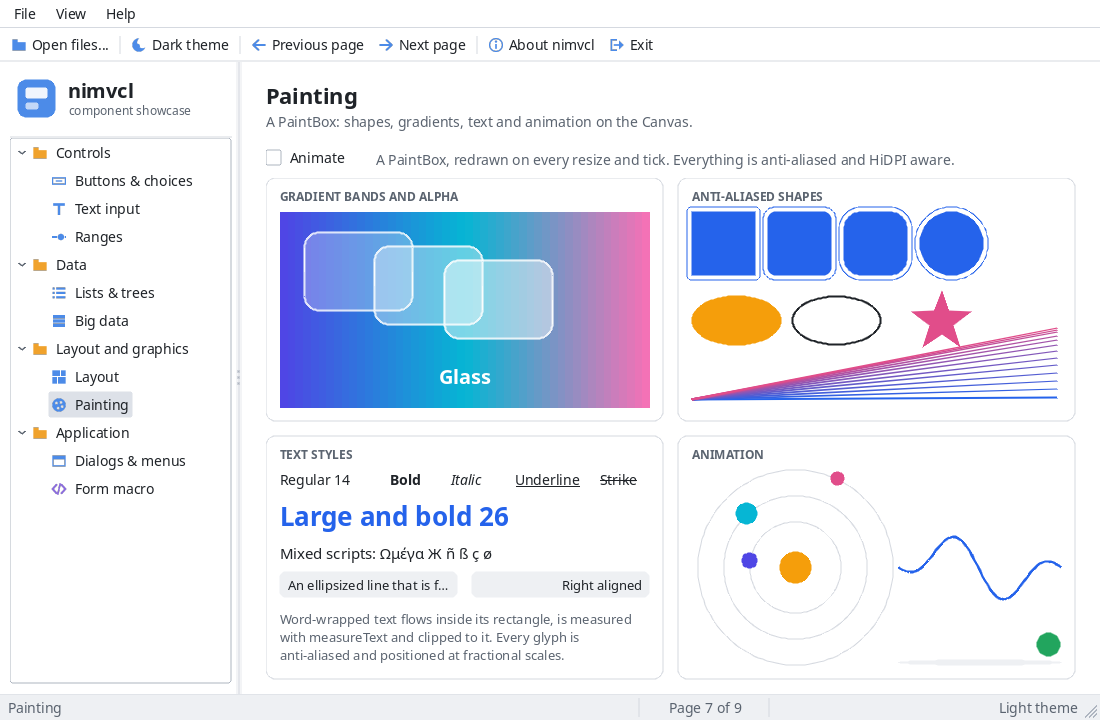 File View Help
Open files... Dark theme Previous page Next page About nimvcl Exit
nimvcl
component showcase
Controls
Buttons & choices
Text input
Ranges
Data
Lists & trees
Big data
Layout and graphics
Layout
Painting
Application
Dialogs & menus
Form macro
Painting
A PaintBox: shapes, gradients, text and animation on the Canvas.
Animate A PaintBox, redrawn on every resize and tick. Everything is anti-aliased and HiDPI aware.
GRADIENT BANDS AND ALPHA
Glass
ANTI-ALIASED SHAPES
TEXT STYLES
Regular 14 Bold Italic Underline Strike
Large and bold 26
Mixed scripts: Ωμέγα Ж ñ ß ç ø
An ellipsized line that is f... Right aligned
Word-wrapped text flows inside its rectangle, is measured
with measureText and clipped to it. Every glyph is
anti-aliased and positioned at fractional scales.
ANIMATION
Painting Page 7 of 9 Light theme